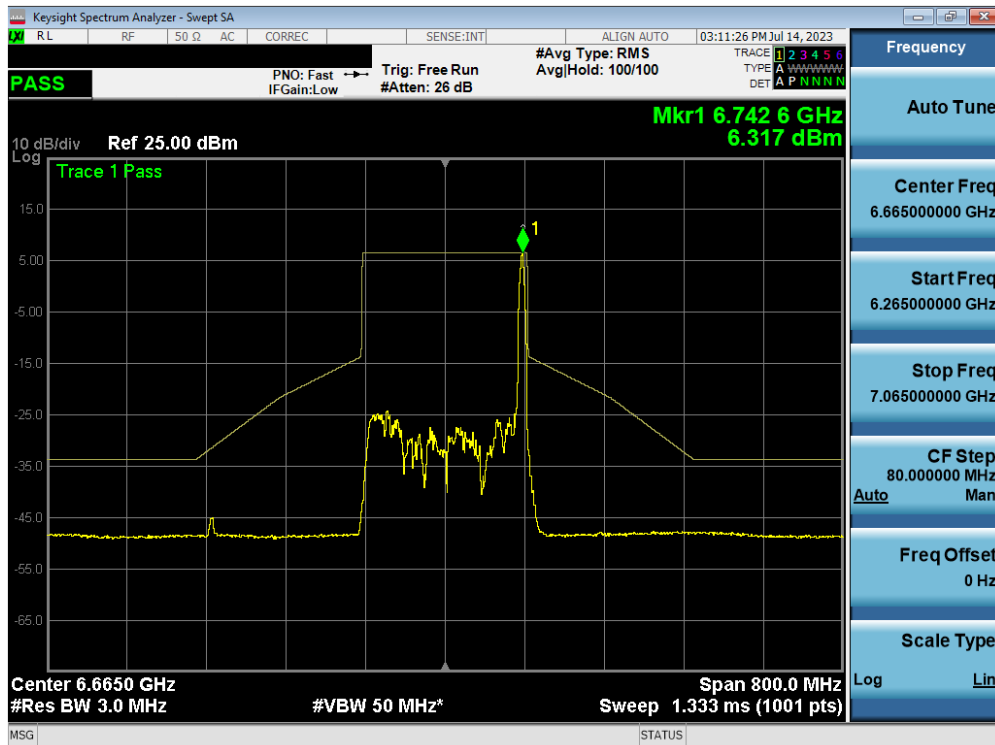 Keysight Spectrum Analyzer - Swept SA
LXI RL RF 50 Ω AC CORREC SENSE:INT ALIGN AUTO 03:11:26 PM Jul 14, 2023
PASS
PNO: Fast
IFGain:Low
Trig: Free Run
#Atten: 26 dB
#Avg Type: RMS
Avg|Hold: 100/100
TRACE 1 2 3 4 5 6
TYPE A WWWWW
DET A P N N N N
Mkr1 6.742 6 GHz
6.317 dBm
10 dB/div
Log
Ref 25.00 dBm
Trace 1 Pass
1
15.0
5.00
-5.00
-15.0
-25.0
-35.0
-45.0
-55.0
-65.0
Center 6.6650 GHz
Span 800.0 MHz
#Res BW 3.0 MHz
#VBW 50 MHz*
Sweep 1.333 ms (1001 pts)
MSG
STATUS
Frequency
Auto Tune
Center Freq
6.665000000 GHz
Start Freq
6.265000000 GHz
Stop Freq
7.065000000 GHz
CF Step
80.000000 MHz
Auto Man
Freq Offset
0 Hz
Scale Type
Log Lin